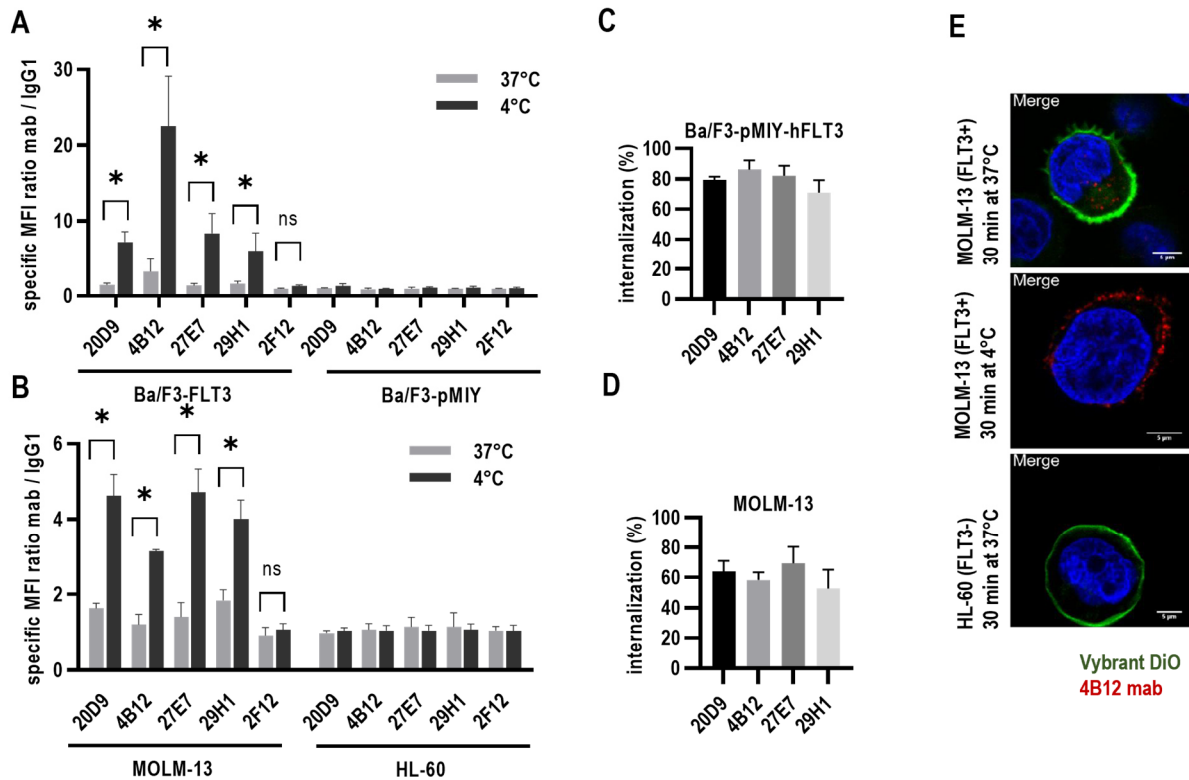 A
specific MFI ratio mab / IgG1
30
20
10
0
*
*
*
*
ns
37°C
4°C
20D9
4B12
27E7
29H1
2F12
20D9
4B12
27E7
29H1
2F12
Ba/F3-FLT3
Ba/F3-pMIY
B
specific MFI ratio mab / IgG1
6
4
2
0
*
*
*
*
ns
37°C
4°C
20D9
4B12
27E7
29H1
2F12
20D9
4B12
27E7
29H1
2F12
MOLM-13
HL-60
C
Ba/F3-pMIY-hFLT3
internalization (%)
100
80
60
40
20
0
20D9
4B12
27E7
29H1
D
MOLM-13
internalization (%)
100
80
60
40
20
0
20D9
4B12
27E7
29H1
E
MOLM-13 (FLT3+)
30 min at 37°C
Merge
5 µm
MOLM-13 (FLT3+)
30 min at 4°C
Merge
5 µm
HL-60 (FLT3-)
30 min at 37°C
Merge
5 µm
Vybrant DiO
4B12 mab